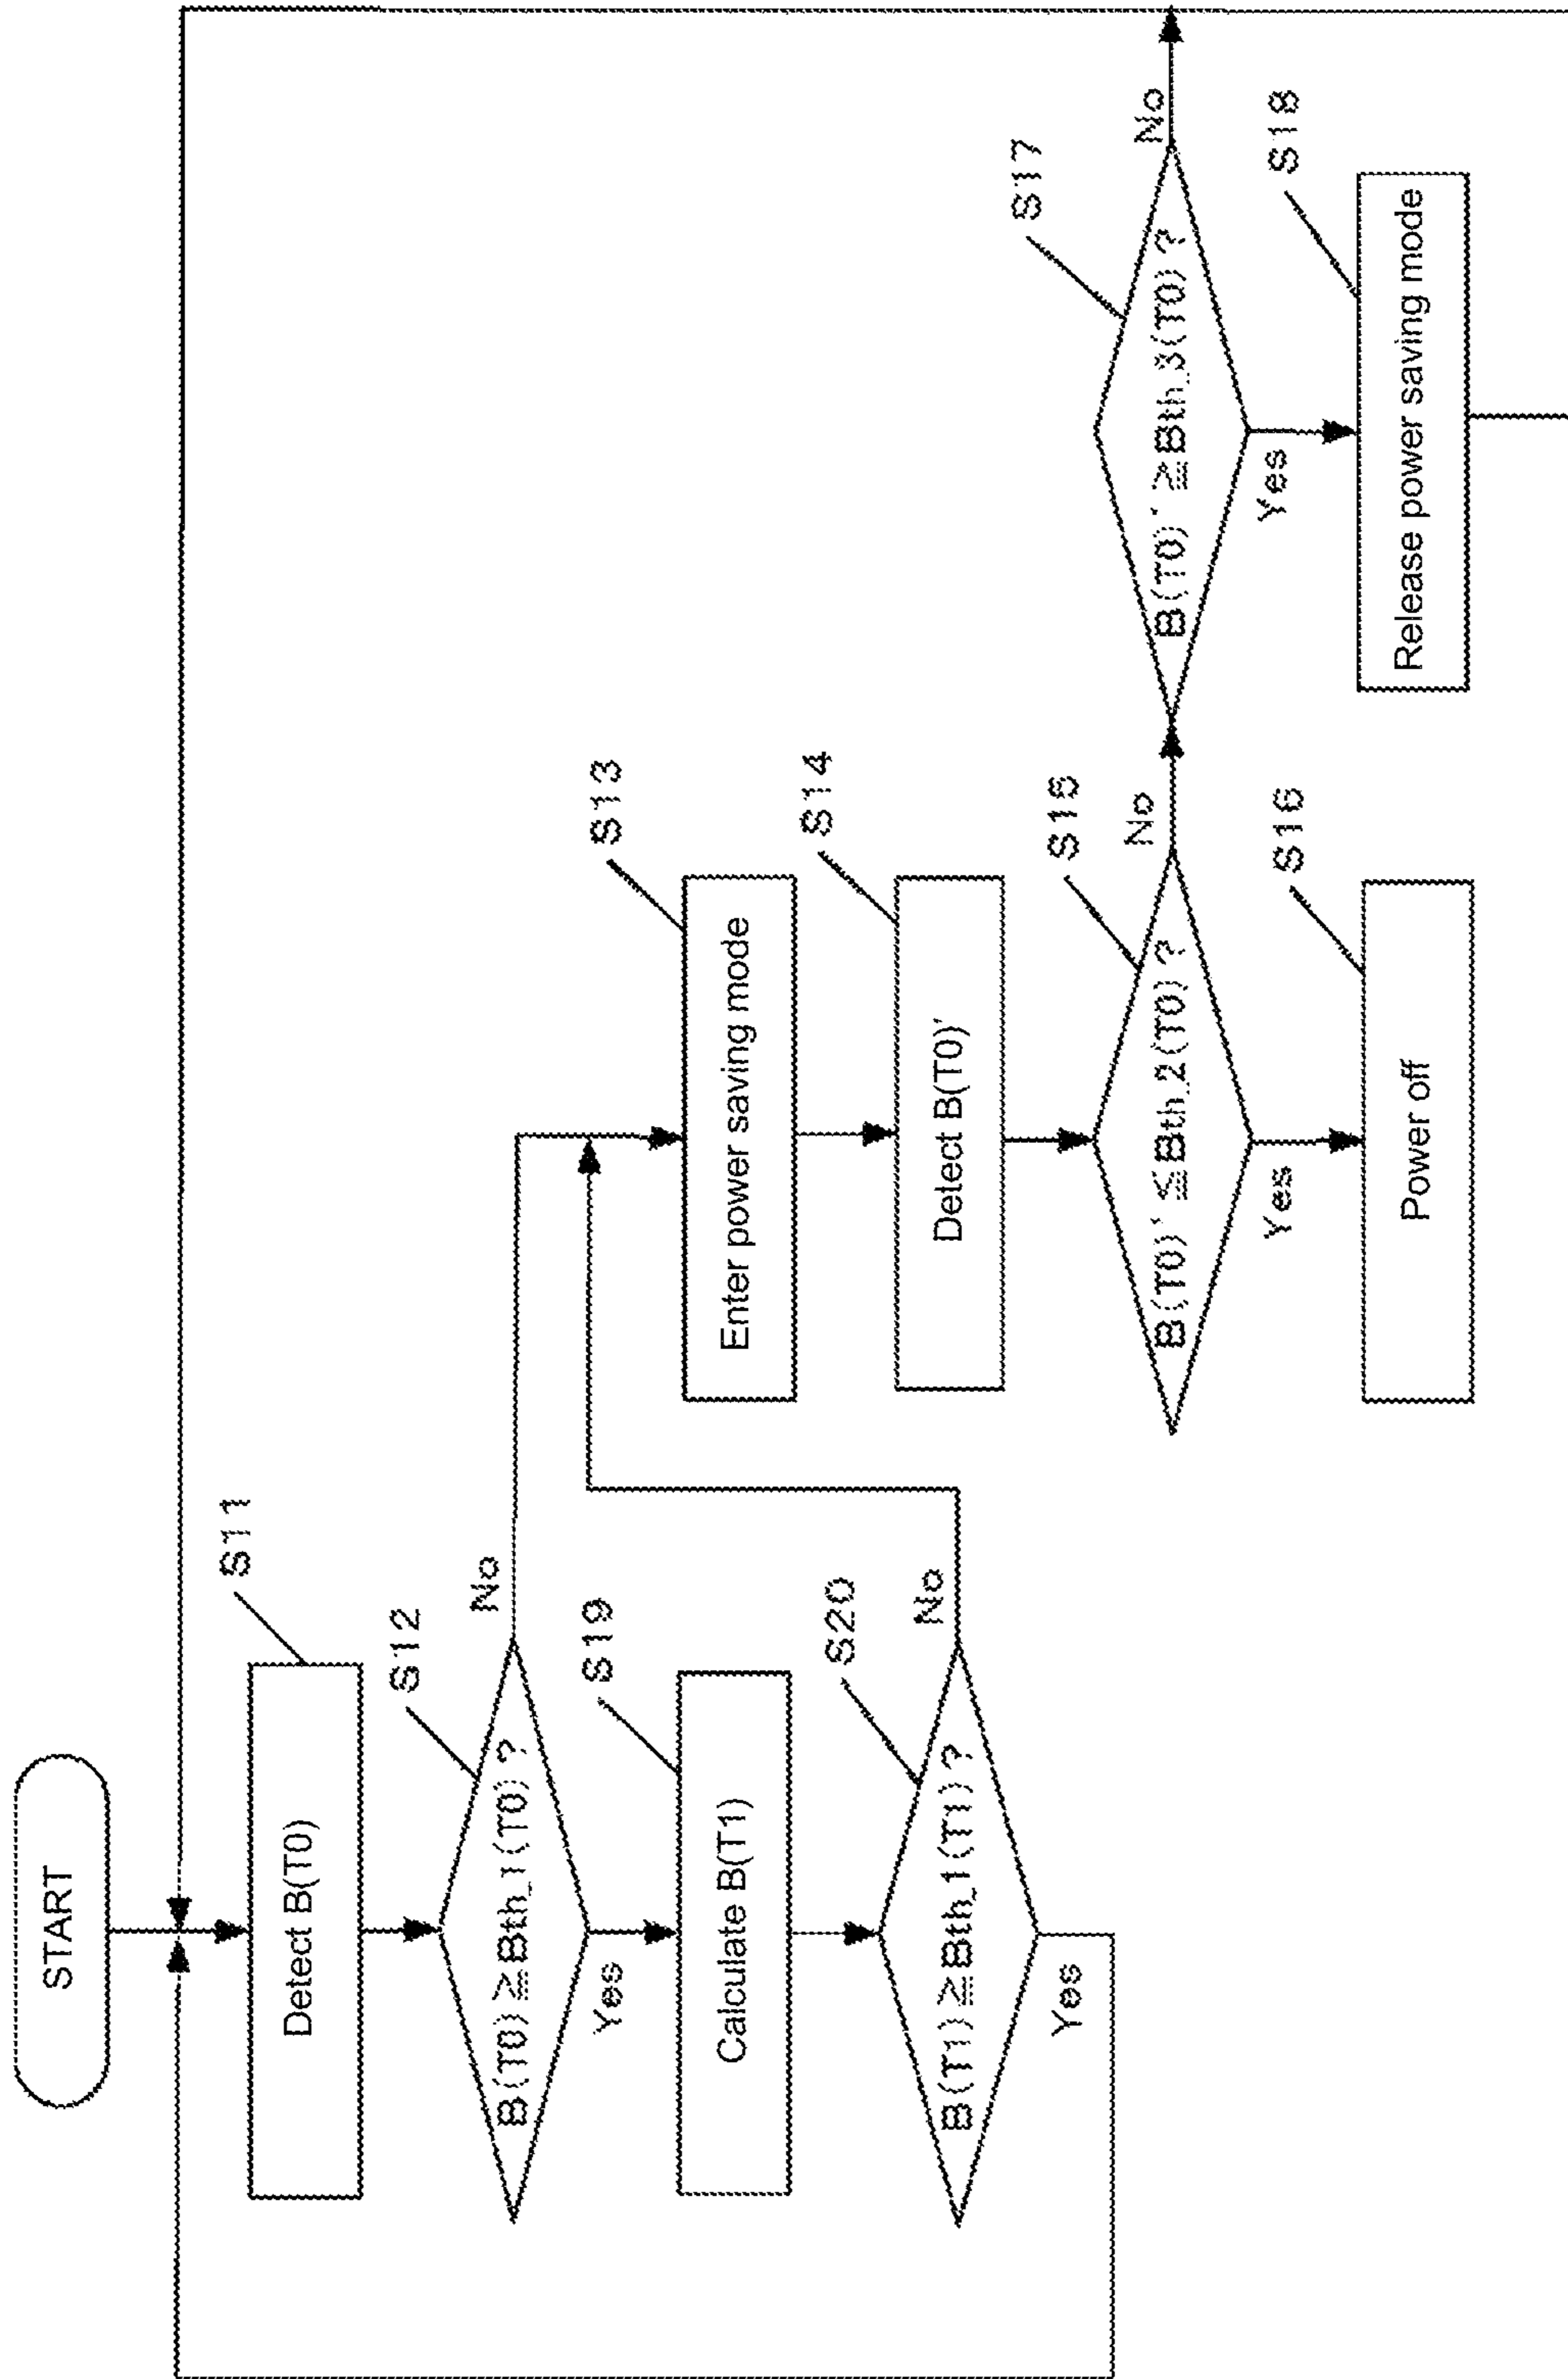 START
S11
Detect B(T0)
S12
B(T0)≧Bth_1(T0)?
No
Yes
S19
Calculate B(T1)
S20
B(T1)≧Bth_1(T1)?
No
Yes
S13
Enter power saving mode
S14
Detect B(T0)'
S15
B(T0)'≦Bth_2(T0)?
No
Yes
S16
Power off
S17
B(T0)'≧Bth_3(T0)?
No
Yes
S18
Release power saving mode